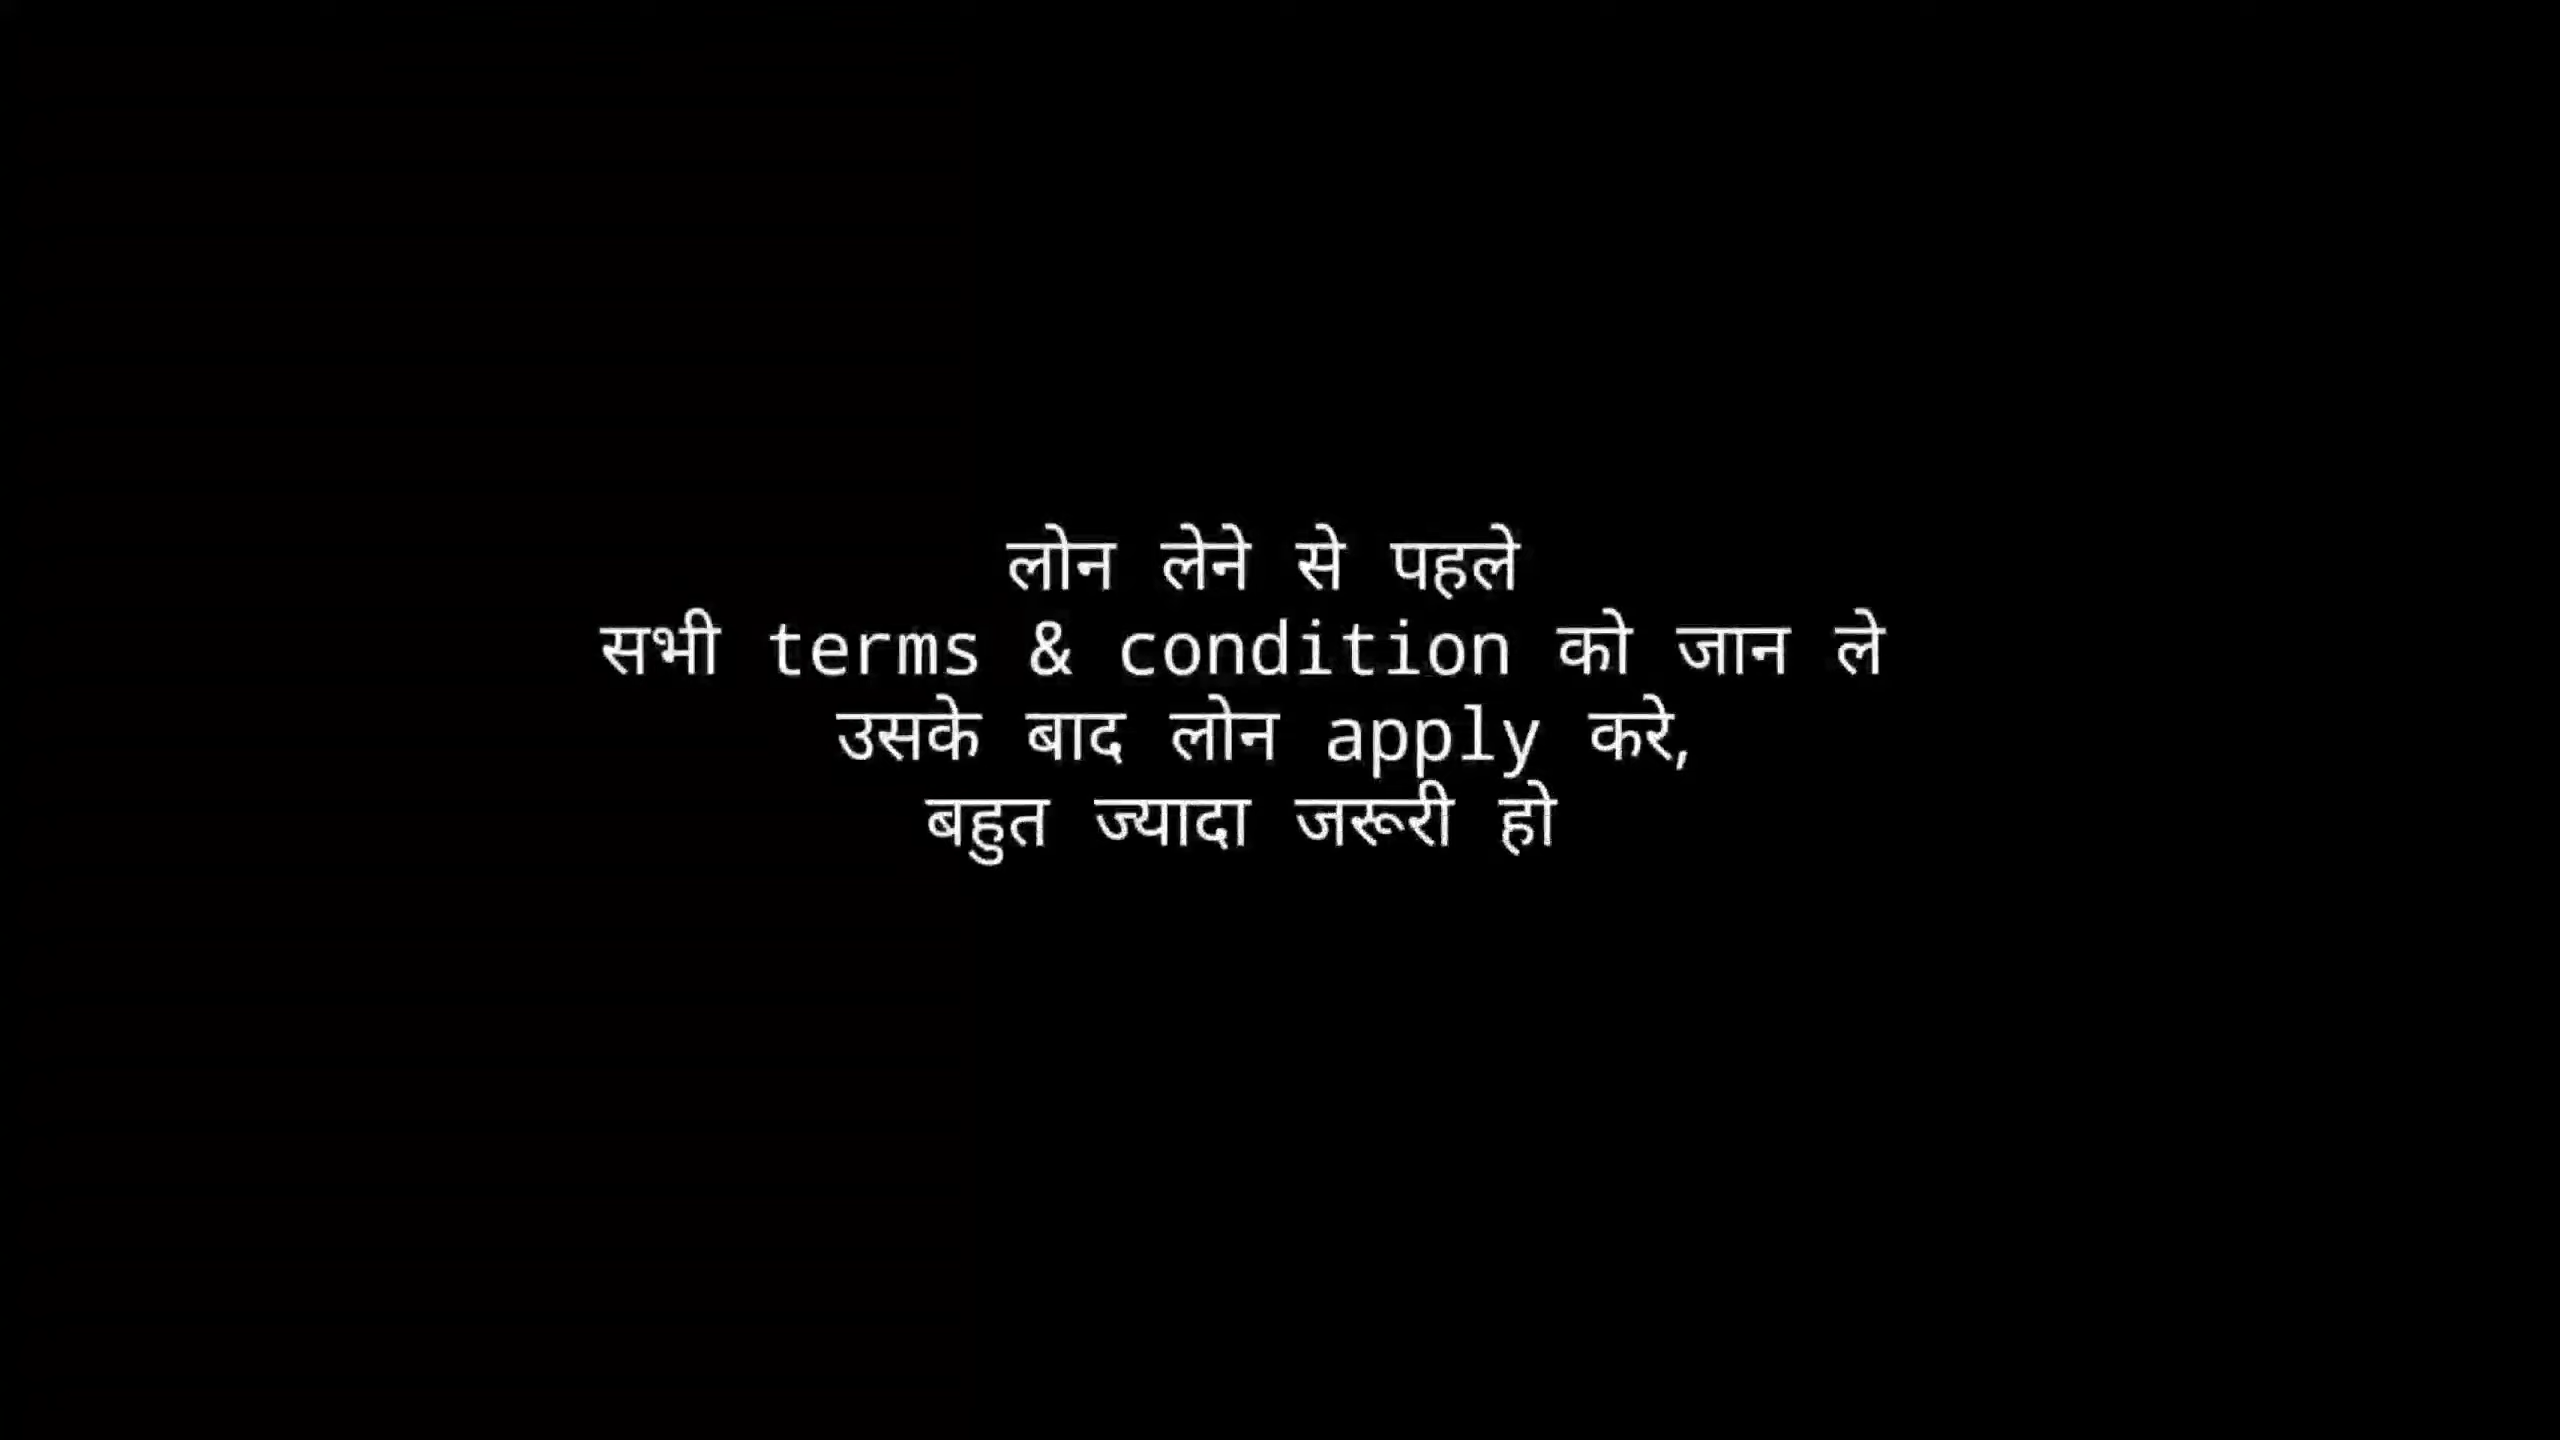 लोन लेने से पहले
सभी terms & condition को जान ले
उसके बाद लोन apply करे,
बहुत ज्यादा जरूरी हो